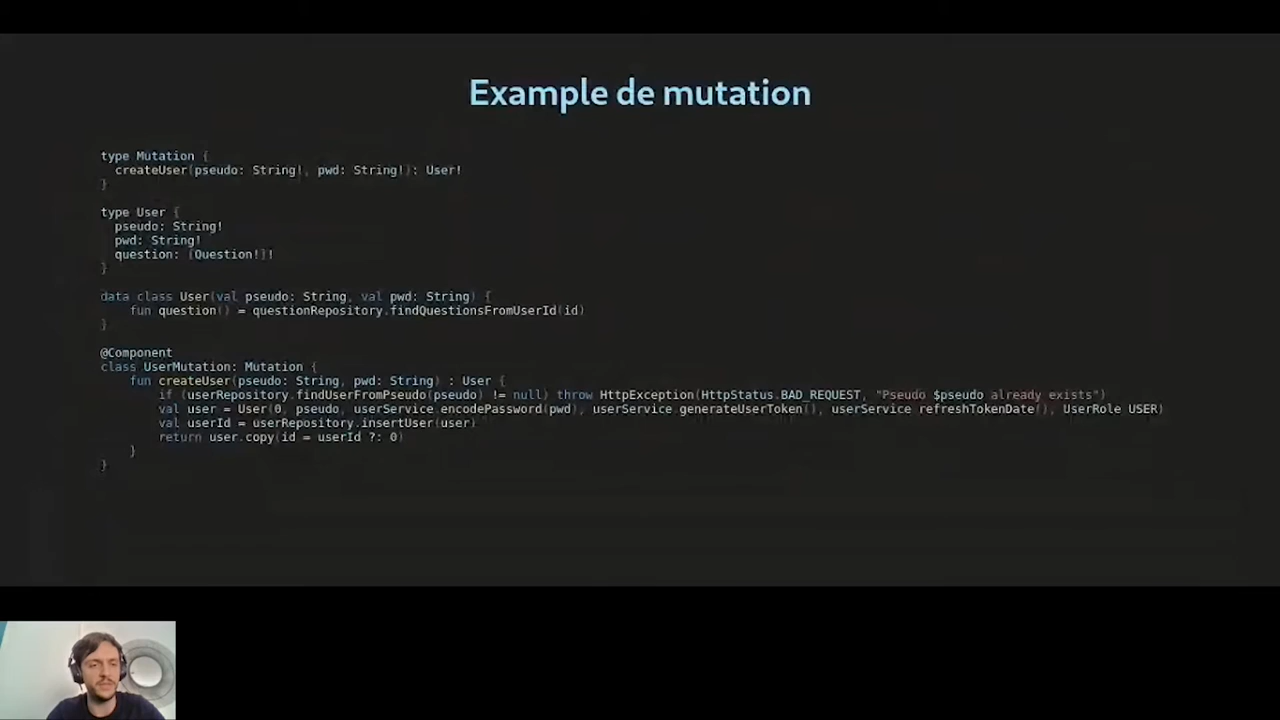 Example de mutation
type Mutation {
createUser(pseudo: String!, pwd: String!): User!
}
type User {
pseudo: String!
pwd: String!
question: [Question!]!
}
data class User(val pseudo: String, val pwd: String) {
fun question() = questionRepository.findQuestionsFromUserId(id)
}
@Component
class UserMutation: Mutation {
fun createUser(pseudo: String, pwd: String) : User {
if (userRepository.findUserFromPseudo(pseudo) != null) throw HttpException(HttpStatus.BAD_REQUEST, "Pseudo $pseudo already exists")
val user = User(0, pseudo, userService.encodePassword(pwd), userService.generateUserToken(), userService.refreshTokenDate(), UserRole.USER)
val userId = userRepository.insertUser(user)
return user.copy(id = userId ?: 0)
}
}